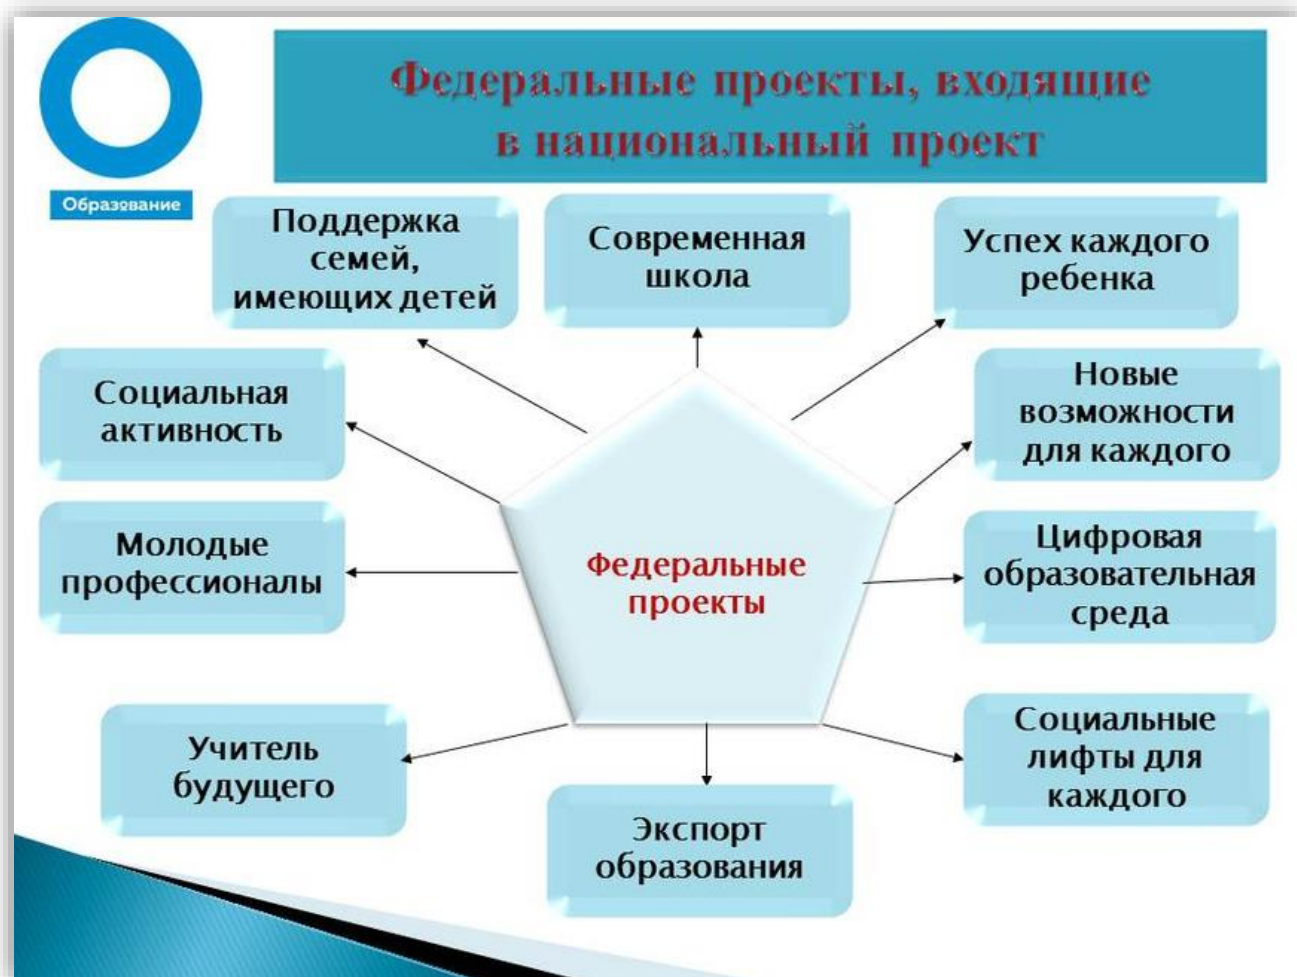 Федеральные проекты, входящие
в национальный проект
Образование
Поддержка
семей,
имеющих детей
Современная
школа
Успех каждого
ребенка
Социальная
активность
Новые
возможности
для каждого
Молодые
профессионалы
Федеральные
проекты
Цифровая
образовательная
среда
Учитель
будущего
Экспорт
образования
Социальные
лифты для
каждого